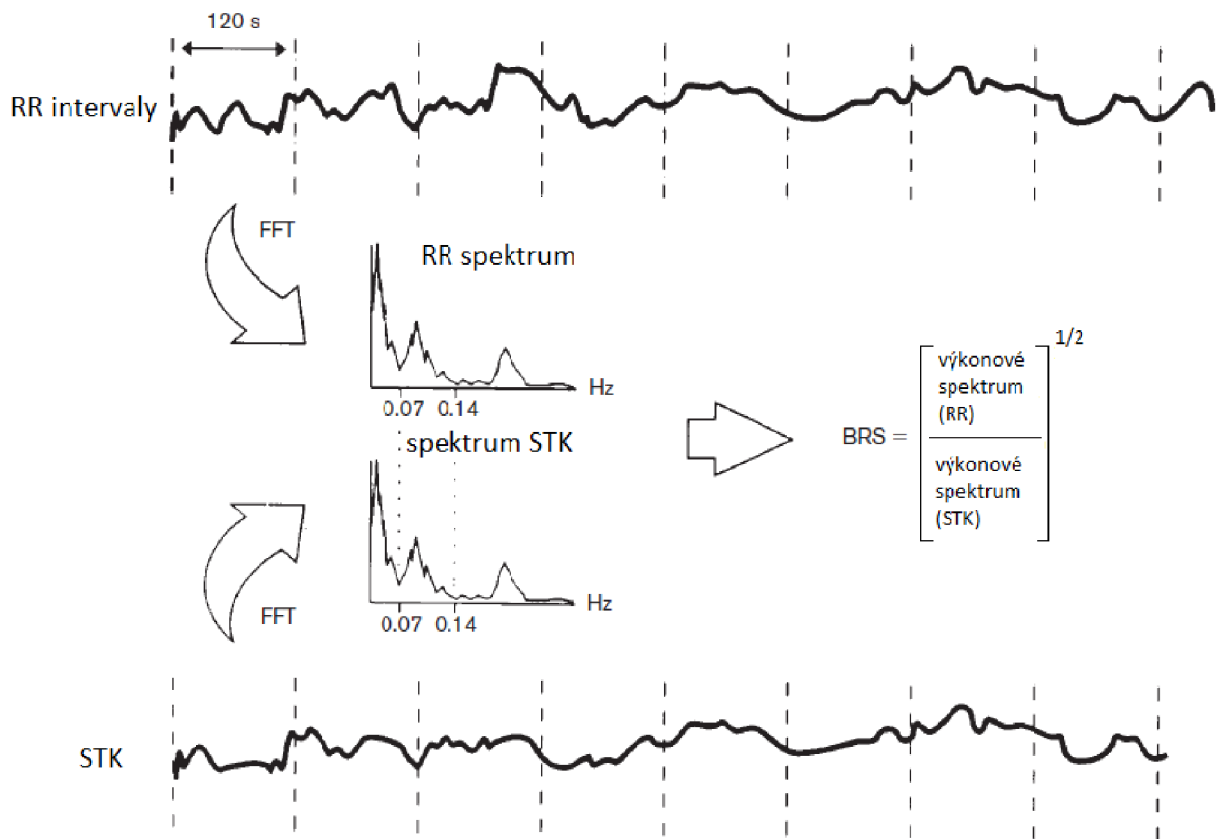 120 s
RR intervaly
FFT
RR spektrum
Hz
0.07 0.14
spektrum STK
Hz
0.07 0.14
FFT
BRS =
výkonové
spektrum
(RR)
výkonové
spektrum
(STK)
1/2
STK